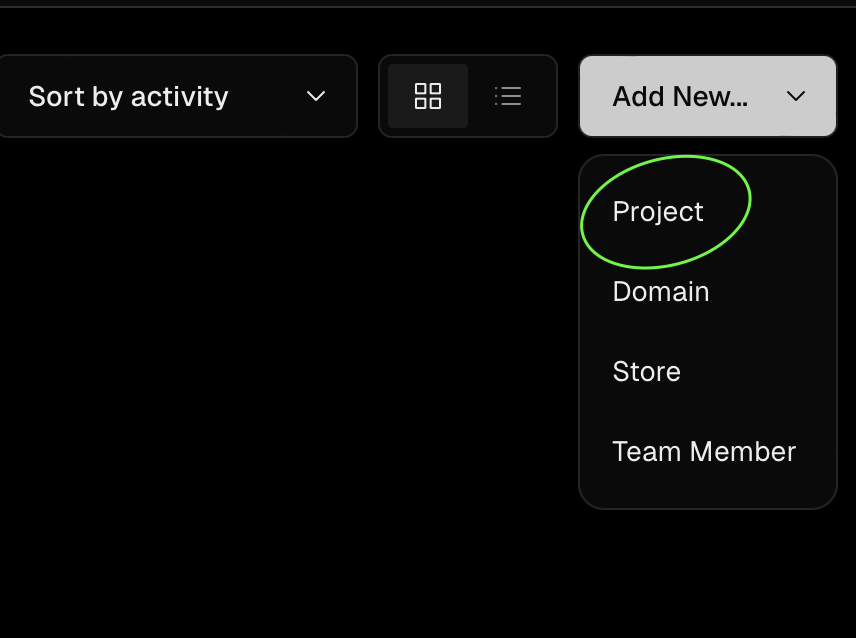 Sort by activity
Add New...
Project
Domain
Store
Team Member